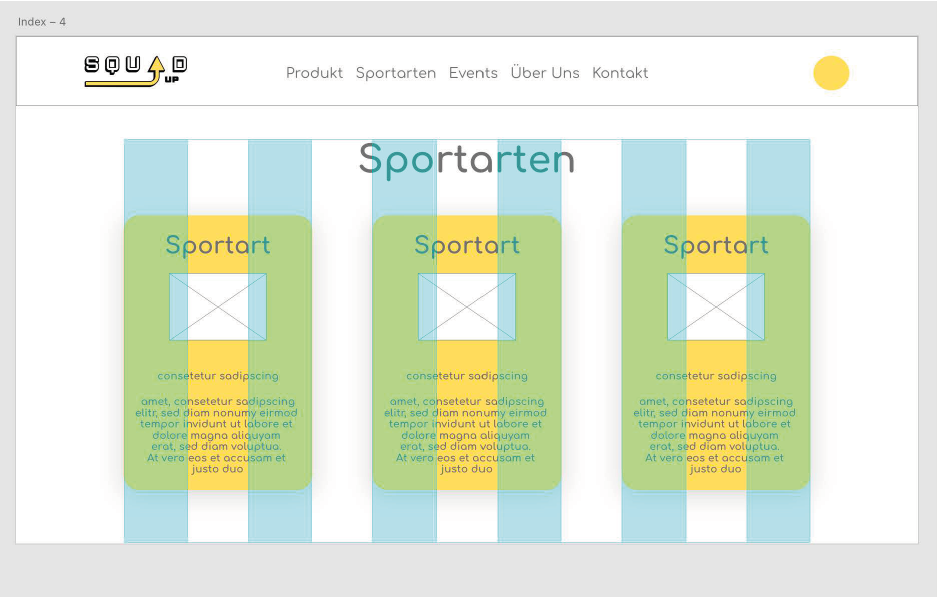 Index – 4
SQUAD
UP
Produkt Sportarten Events Über Uns Kontakt
Sportarten
Sportart
consetetur sadipscing
amet, consetetur sadipscing
elitr, sed diam nonumy eirmod
tempor invidunt ut labore et
dolore magna aliquyam
erat, sed diam voluptua.
At vero eos et accusam et
justo duo
Sportart
consetetur sadipscing
amet, consetetur sadipscing
elitr, sed diam nonumy eirmod
tempor invidunt ut labore et
dolore magna aliquyam
erat, sed diam voluptua.
At vero eos et accusam et
justo duo
Sportart
consetetur sadipscing
amet, consetetur sadipscing
elitr, sed diam nonumy eirmod
tempor invidunt ut labore et
dolore magna aliquyam
erat, sed diam voluptua.
At vero eos et accusam et
justo duo